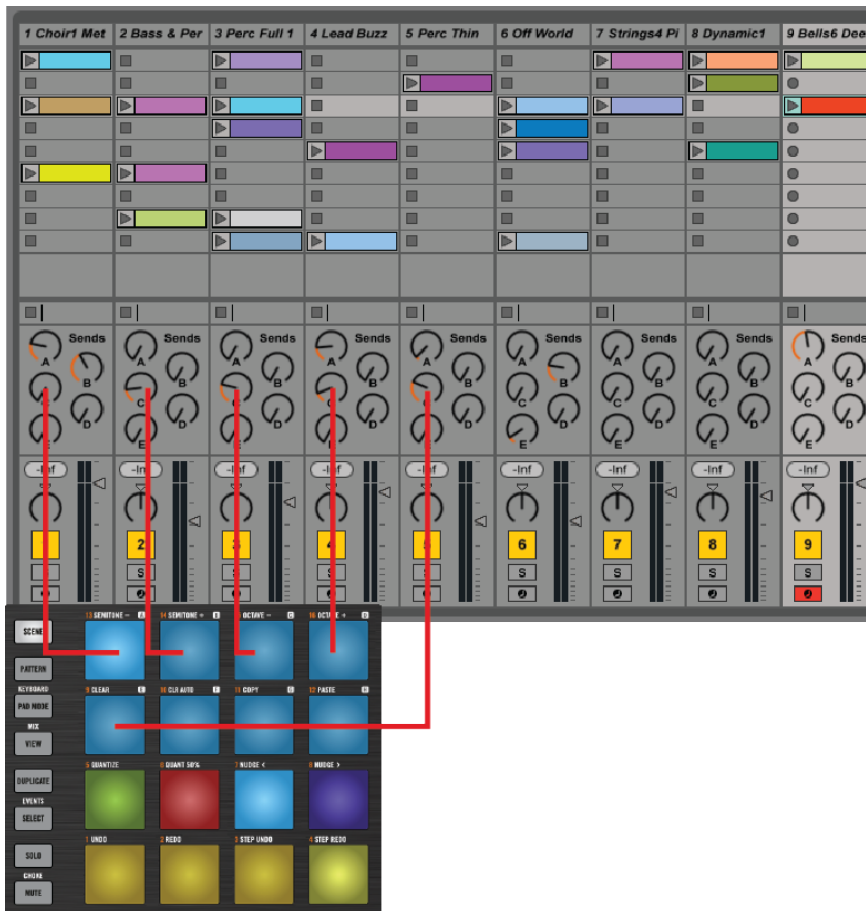 1 Choir1 Met 2 Bass & Per 3 Perc Full 1 4 Lead Buzz 5 Perc Thin 6 Off World 7 Strings4 Pi 8 Dynamic1 9 Bells6 Dee
Sends Sends Sends Sends Sends Sends Sends Sends Sends
A A A A A A A A A
B B B B B B B B B
C C C C C C C
D D D D D D D D D
E E E E E E E E E
-Inf -Inf -Inf -Inf -Inf -Inf -Inf -Inf -Inf
1 2 3 4 5 6 7 8 9
S S S S S S S S S
13 SEMITONE - A 14 SEMITONE + B OCTAVE - C 16 OCTAVE + D
SCENE
PATTERN
9 CLEAR E 10 CLR AUTO F 11 COPY G 12 PASTE H
KEYBOARD
PAD MODE
MIX
VIEW
5 QUANTIZE 6 QUANT 50% 7 NUDGE < 8 NUDGE >
DUPLICATE
EVENTS
SELECT
1 UNDO 2 REDO 3 STEP UNDO 4 STEP REDO
SOLO
CHOKE
MUTE